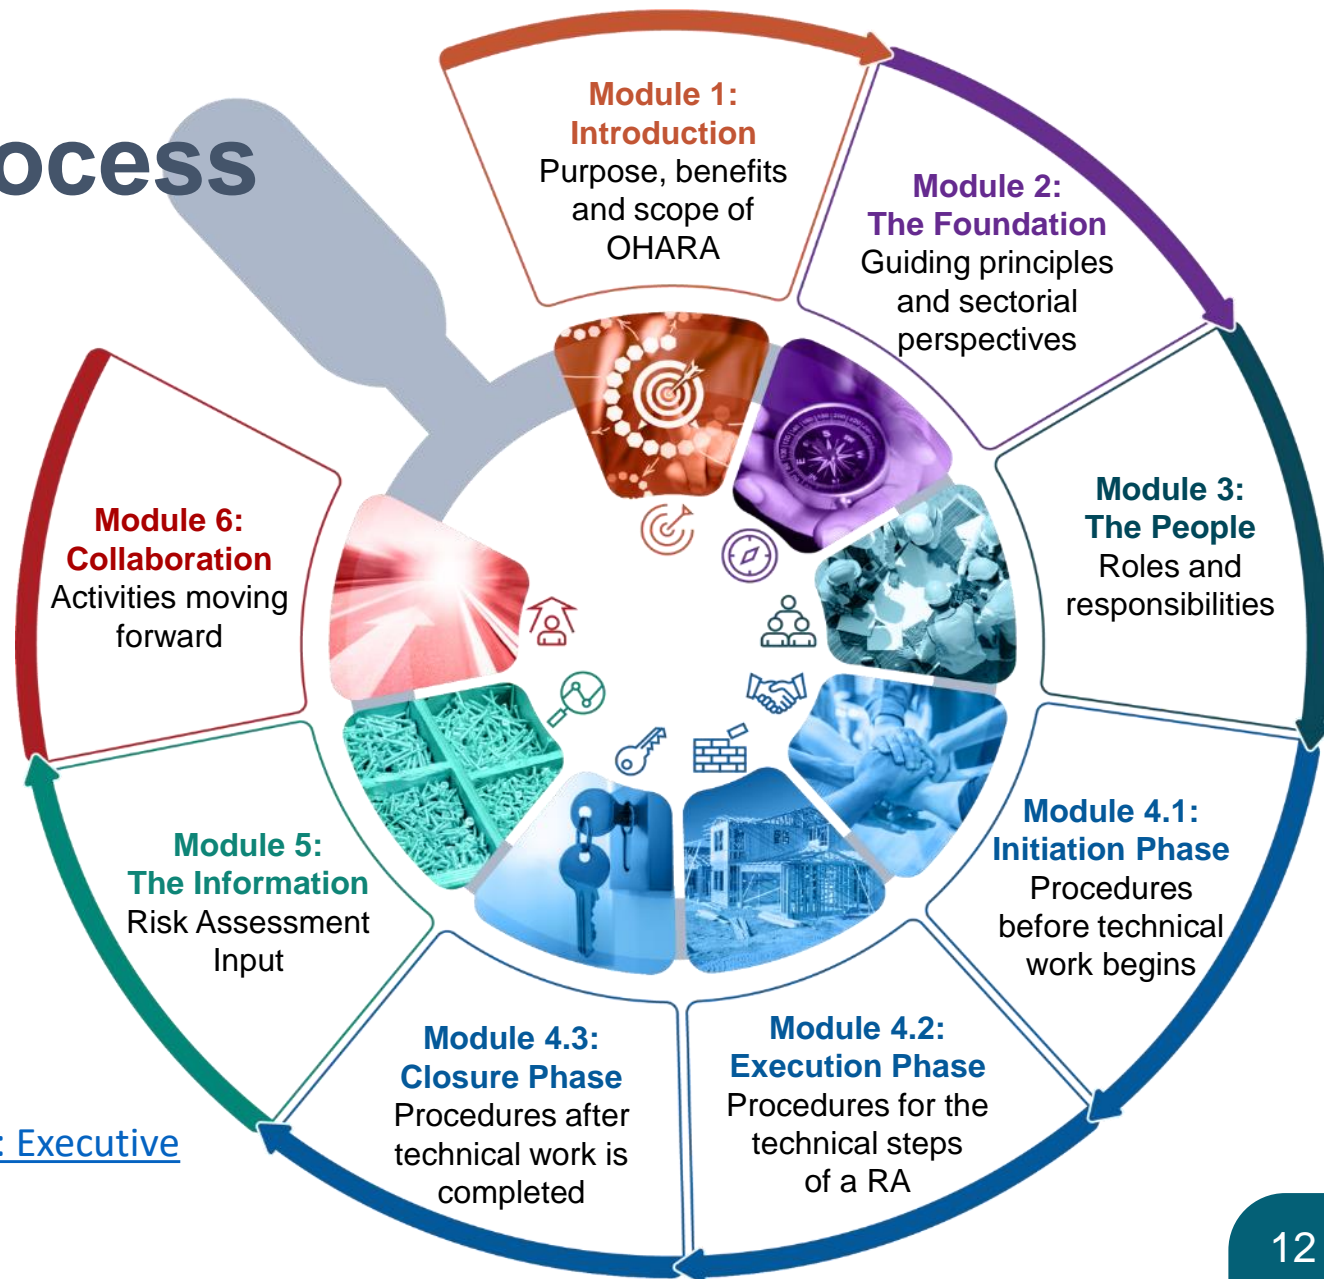 ocess
Module 1:
Introduction
Purpose, benefits
and scope of
OHARA
Module 2:
The Foundation
Guiding principles
and sectorial
perspectives
Module 3:
The People
Roles and
responsibilities
Module 4.1:
Initiation Phase
Procedures
before technical
work begins
Module 4.2:
Execution Phase
Procedures for the
technical steps
of a RA
Module 4.3:
Closure Phase
Procedures after
technical work is
completed
Module 5:
The Information
Risk Assessment
Input
Module 6:
Collaboration
Activities moving
forward
: Executive
12